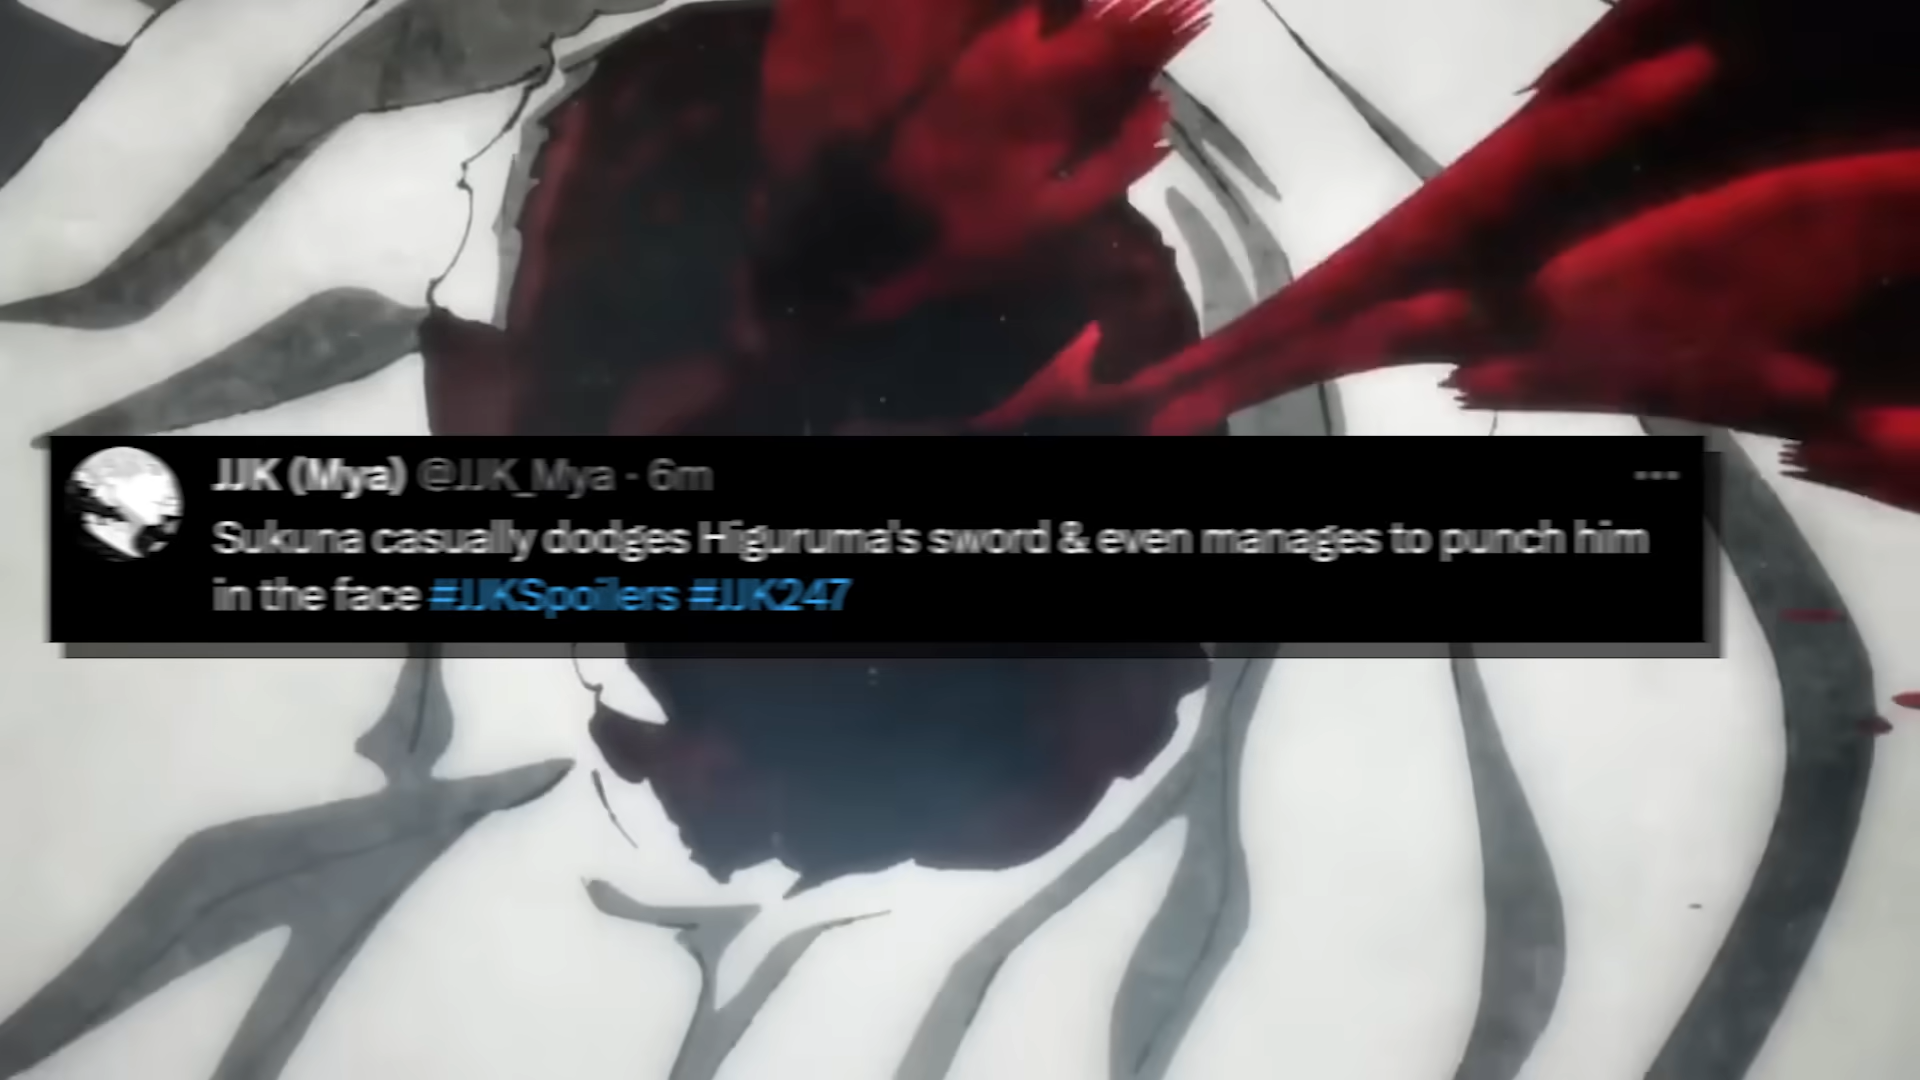 JJK (Mya) @JJK_Mya · 6m
Sukuna casually dodges Higuruma's sword & even manages to punch him
in the face #JJKSpoilers #JJK247